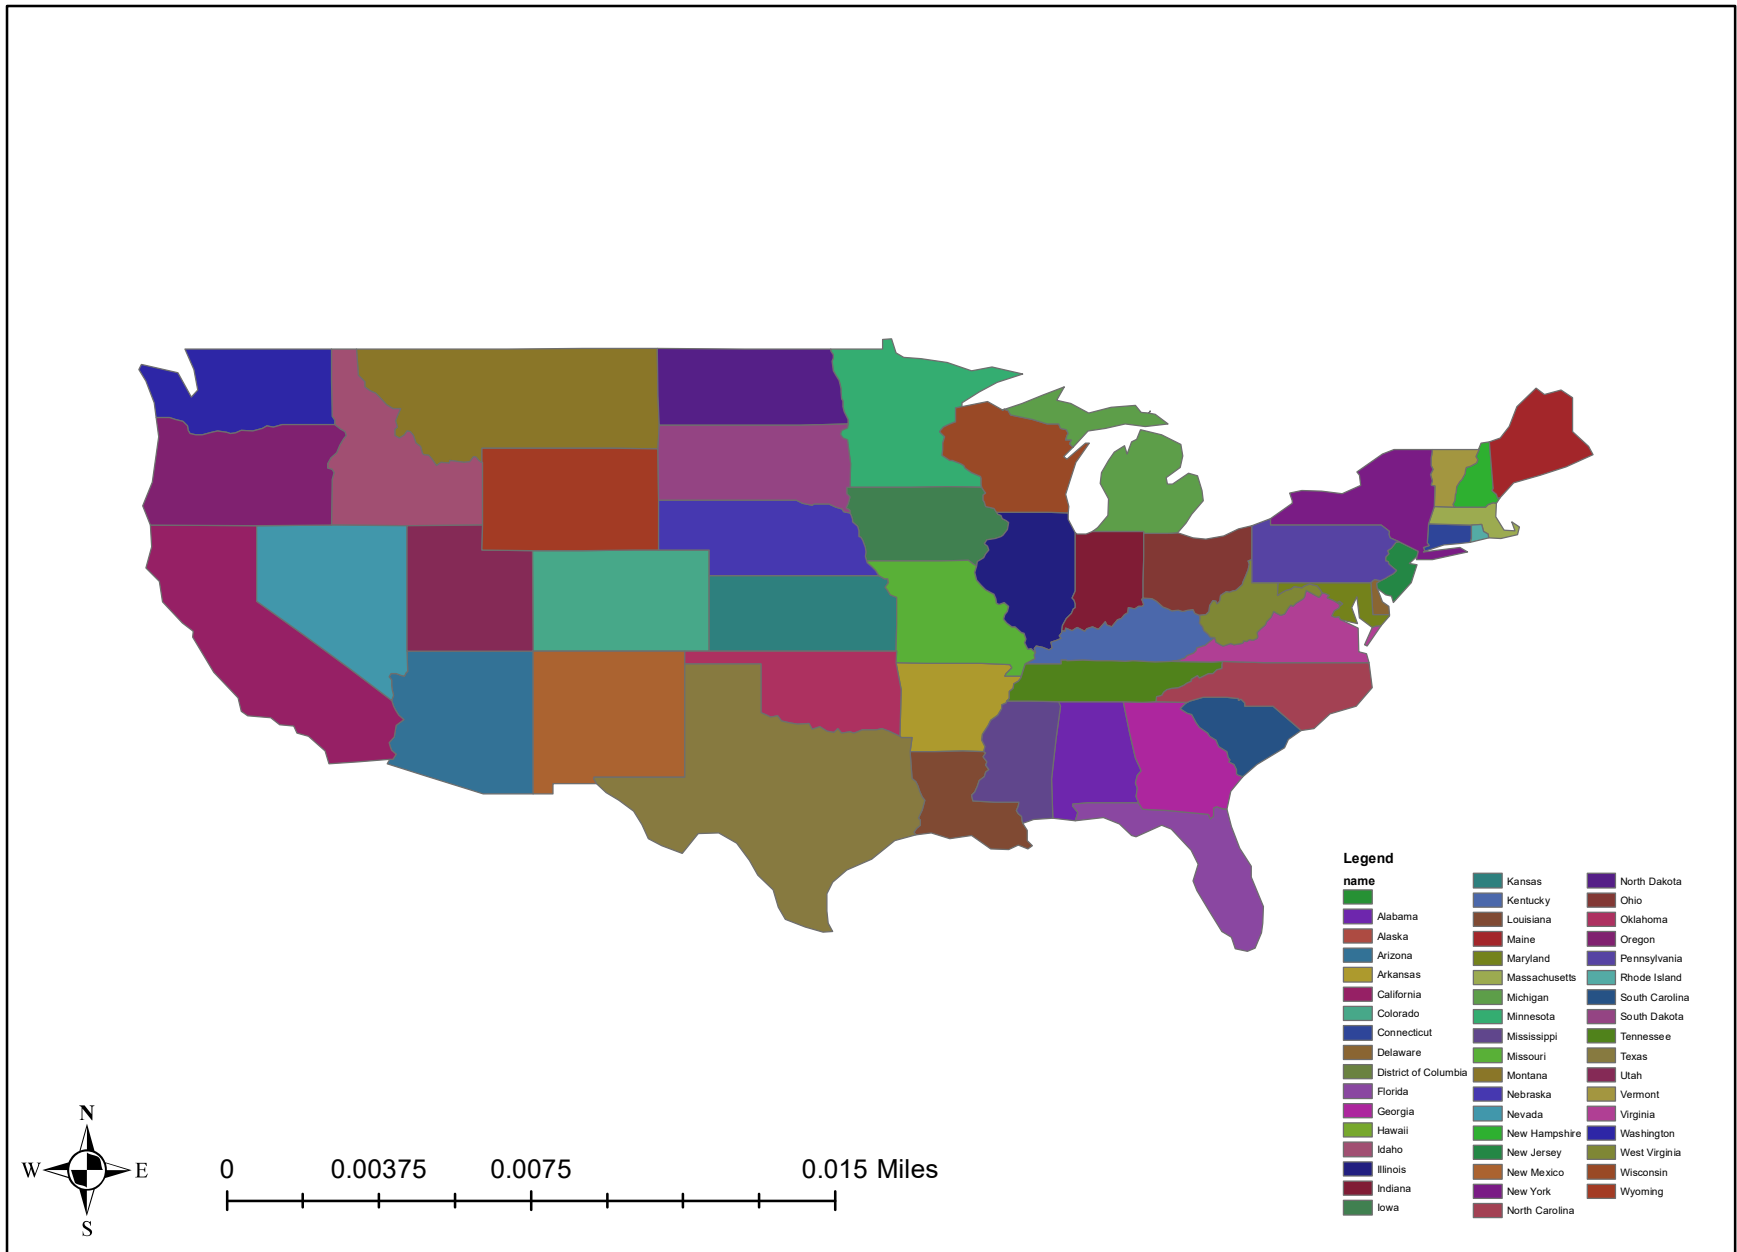 Legend
name
Alabama
Alaska
Arizona
Arkansas
California
Colorado
Connecticut
Delaware
District of Columbia
Florida
Georgia
Hawaii
Idaho
Illinois
Indiana
Iowa
Kansas
Kentucky
Louisiana
Maine
Maryland
Massachusetts
Michigan
Minnesota
Mississippi
Missouri
Montana
Nebraska
Nevada
New Hampshire
New Jersey
New Mexico
New York
North Carolina
North Dakota
Ohio
Oklahoma
Oregon
Pennsylvania
Rhode Island
South Carolina
South Dakota
Tennessee
Texas
Utah
Vermont
Virginia
Washington
West Virginia
Wisconsin
Wyoming
N
W E
S
0 0.00375 0.0075 0.015 Miles